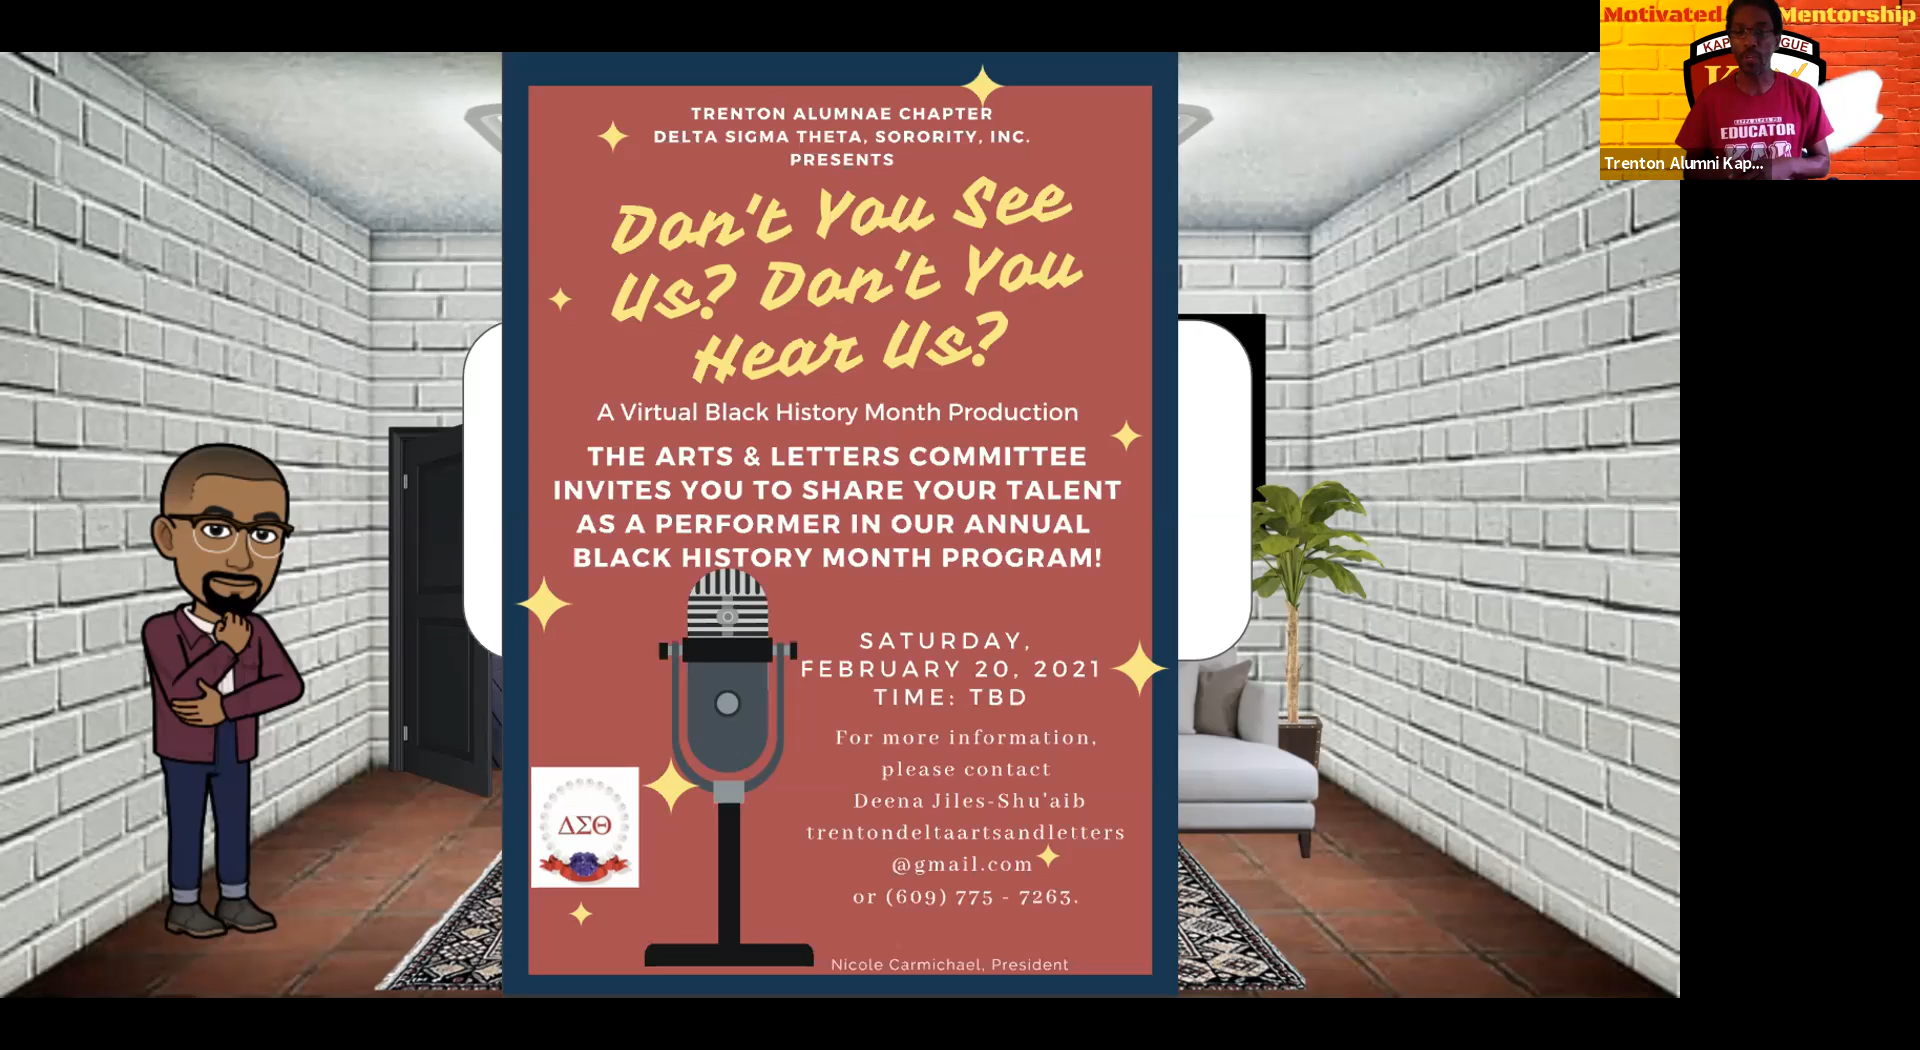 TRENTON ALUMNAE CHAPTER
DELTA SIGMA THETA, SORORITY, INC.
PRESENTS
Don't You See
Us? Don't You
Hear Us?
A Virtual Black History Month Production
THE ARTS & LETTERS COMMITTEE
INVITES YOU TO SHARE YOUR TALENT
AS A PERFORMER IN OUR ANNUAL
BLACK HISTORY MONTH PROGRAM!
SATURDAY,
FEBRUARY 20, 2021
TIME: TBD
For more information,
please contact
Deena Jiles-Shu'aib
trentondeltaartsandletters
@gmail.com
or (609) 775 - 7263.
ΔΣΘ
Nicole Carmichael, President
Motivated Mentorship
KAPPA ALPHA PSI
EDUCATOR
Trenton Alumni Kap...